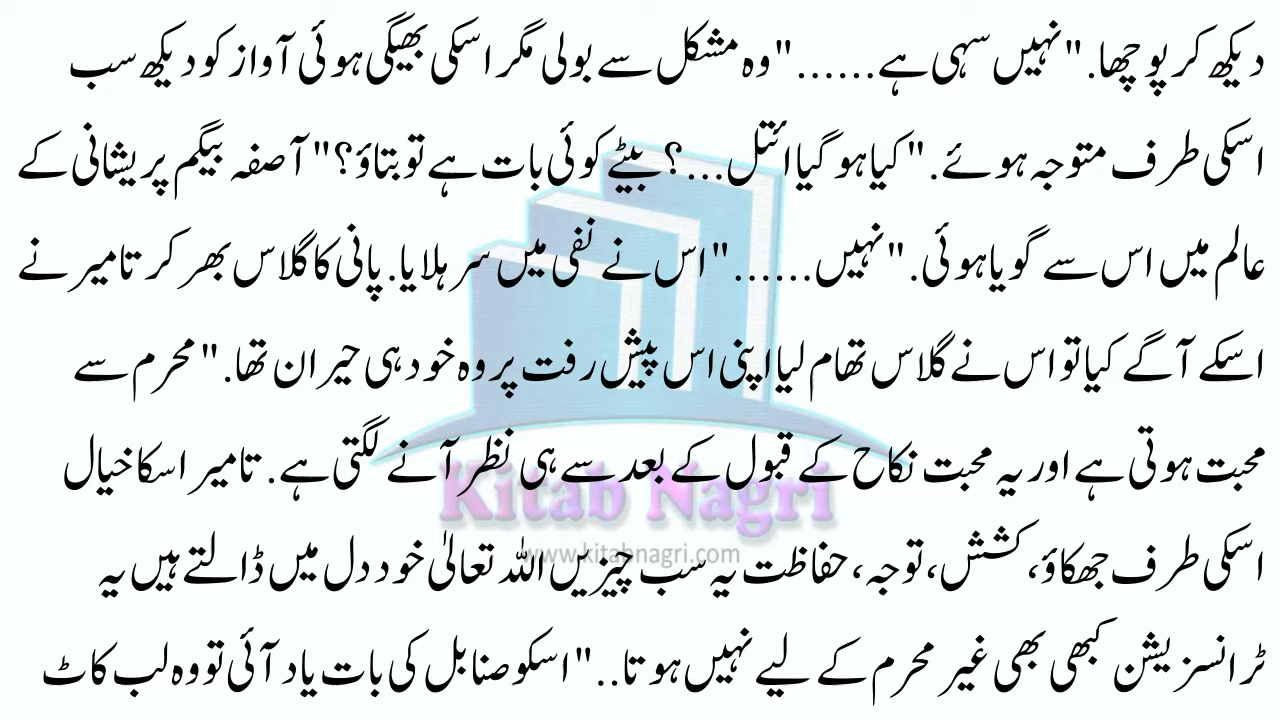 دیکھ کر پوچھا. "نہیں سہی ہے......" وہ مشکل سے بولی مگر اسکی بھیگی ہوئی آواز کو دیکھ سب
اسکی طرف متوجہ ہوئے. "کیا ہو گیا ائتل...؟ بیٹے کوئی بات ہے تو بتاؤ؟" آصفہ بیگم پریشانی کے
عالم میں اس سے گویا ہوئی. "نہیں......" اس نے نفی میں سر ہلایا. پانی کا گلاس بھر کر تامیر نے
اسکے آگے کیا تو اس نے گلاس تھام لیا اپنی اس پیش رفت پر وہ خود ہی حیران تھا. "محرم سے
محبت ہوتی ہے اور یہ محبت نکاح کے قبول کے بعد سے ہی نظر آنے لگتی ہے. تامیر اسکا خیال
اسکی طرف جھکاؤ، کشش، توجہ، حفاظت یہ سب چیزیں اللہ تعالیٰ خود دل میں ڈالتے ہیں یہ
ٹرانسزیشن کبھی بھی غیر محرم کے لیے نہیں ہوتا.." اسکو صنابل کی بات یاد آئی تو وہ لب کاٹ
Kitab Nagri
www.kitabnagri.com